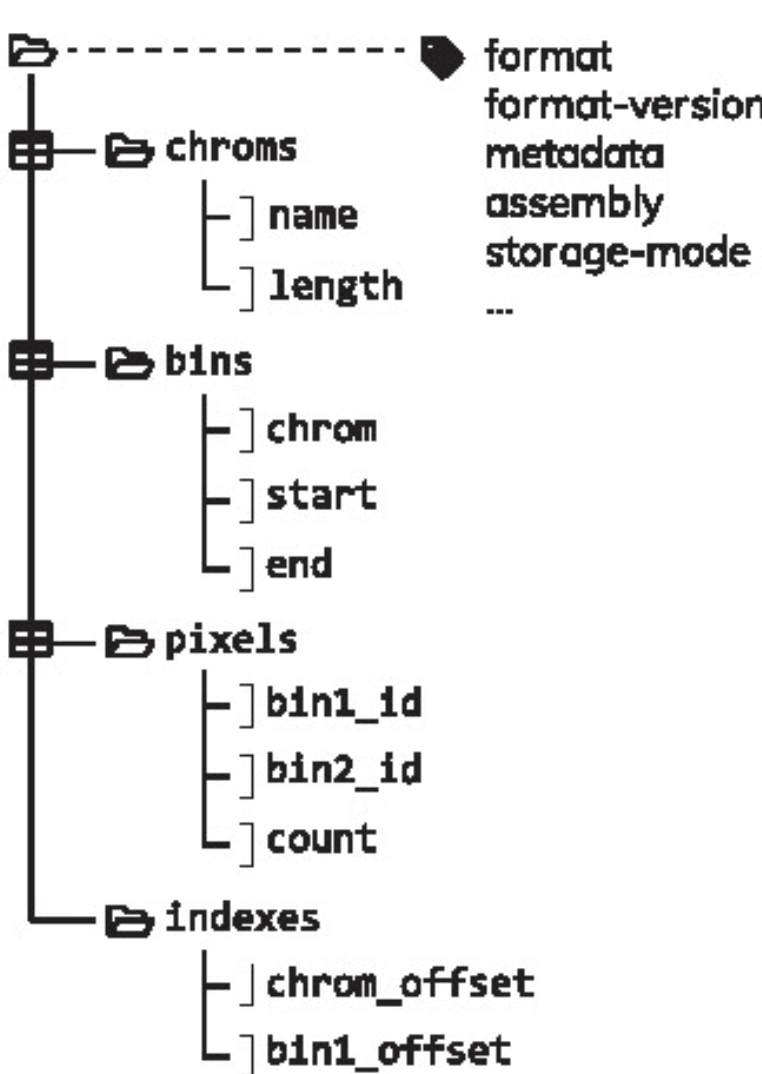 format
format-version
metadata
assembly
storage-mode
...
chroms
name
length
bins
chrom
start
end
pixels
bin1_id
bin2_id
count
indexes
chrom_offset
bin1_offset